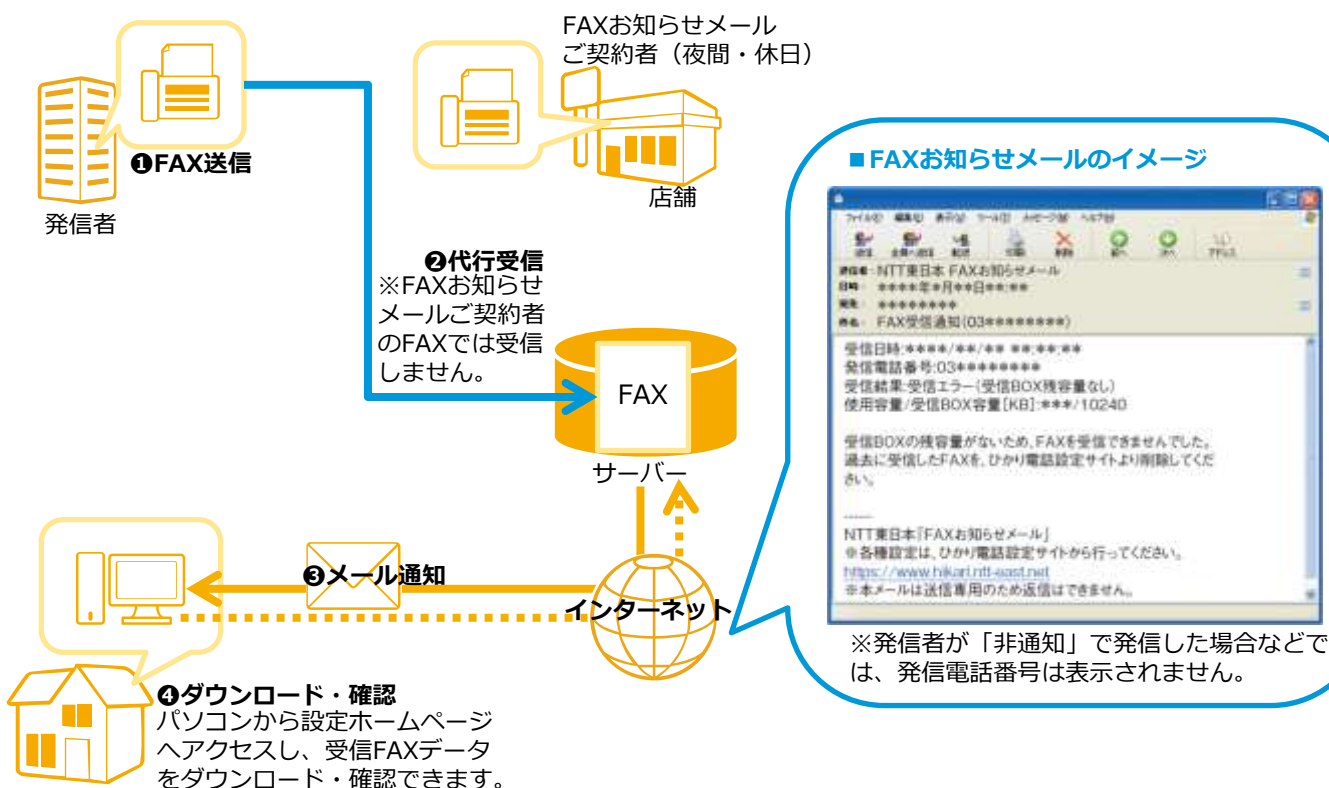 FAXお知らせメール
ご契約者（夜間・休日）
❶FAX送信
発信者
店舗
❷代行受信
※FAXお知らせ
メールご契約者
のFAXでは受信
しません。
FAX
サーバー
❸メール通知
インターネット
❹ダウンロード・確認
パソコンから設定ホームページ
へアクセスし、受信FAXデータ
をダウンロード・確認できます。
■FAXお知らせメールのイメージ
NTT東日本 FAXお知らせメール
日時: ****年*月**日**:**
********
件名: FAX受信通知(03********)
受信日時:****/**/** **:**:**
発信電話番号:03********
受信結果:受信エラー(受信BOX残容量なし)
使用容量/受信BOX容量[KB]:***/10240
受信BOXの残容量がないため、FAXを受信できませんでした。
過去に受信したFAXを、ひかり電話設定サイトより削除してくだ
さい。
------
NTT東日本「FAXお知らせメール」
※各種設定は、ひかり電話設定サイトから行ってください。
https://www.hikari.ntt-east.net
※本メールは送信専用のため返信はできません。
※発信者が「非通知」で発信した場合などで
は、発信電話番号は表示されません。